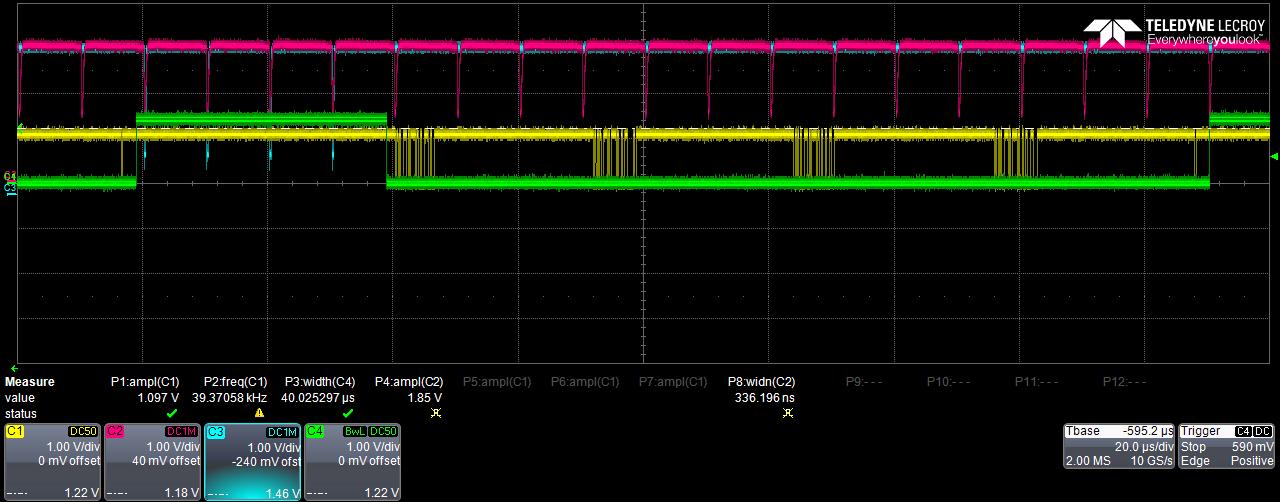 TELEDYNE LECROY
Everywhereyoulook™
Measure P1:ampl(C1) P2:freq(C1) P3:width(C4) P4:ampl(C2) P5:ampl(C1) P6:ampl(C1) P7:ampl(C1) P8:widn(C2) P9:- - - P10:- - - P11:- - - P12:- - -
value 1.097 V 39.37058 kHz 40.025297 µs 1.85 V 336.196 ns
status
C1 DC50
1.00 V/div
0 mV offset
1.22 V
C2 DC1M
1.00 V/div
40 mV offset
1.18 V
C3 DC1M
1.00 V/div
-240 mV ofst
1.46 V
C4 BwL DC50
1.00 V/div
0 mV offset
1.22 V
Tbase -595.2 µs
20.0 µs/div
2.00 MS 10 GS/s
Trigger C4 DC
Stop 590 mV
Edge Positive